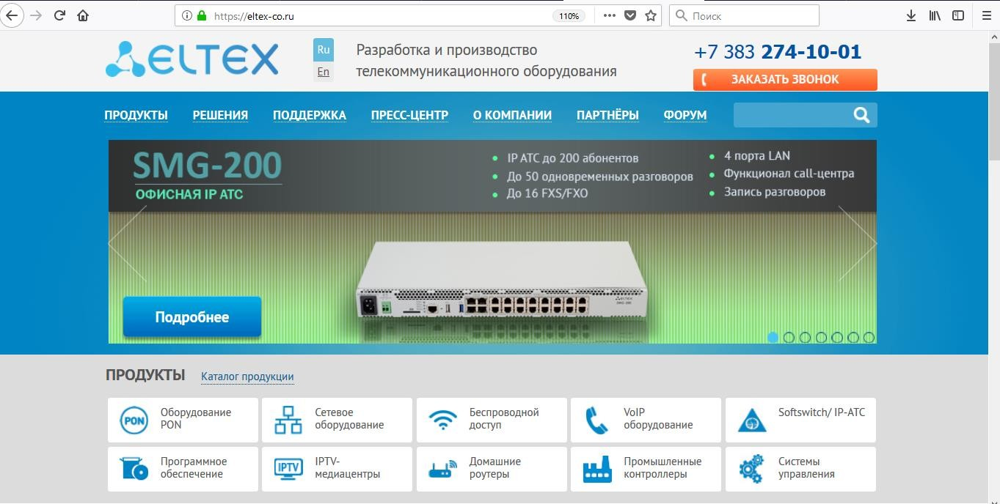 https://eltex-co.ru
110%
Поиск
ELTEX
Ru
En
Разработка и производство
телекоммуникационного оборудования
+7 383 274-10-01
ЗАКАЗАТЬ ЗВОНОК
ПРОДУКТЫ
РЕШЕНИЯ
ПОДДЕРЖКА
ПРЕСС-ЦЕНТР
О КОМПАНИИ
ПАРТНЁРЫ
ФОРУМ
SMG-200
ОФИСНАЯ IP АТС
IP АТС до 200 абонентов
До 50 одновременных разговоров
До 16 FXS/FXO
4 порта LAN
Функционал call-центра
Запись разговоров
ELTEX
SMG-200
Подробнее
ПРОДУКТЫ
Каталог продукции
PON
Оборудование
PON
Сетевое
оборудование
Беспроводной
доступ
VoIP
оборудование
Softswitch/ IP-АТС
Программное
обеспечение
IPTV
IPTV-
медиацентры
Домашние
роутеры
Промышленные
контроллеры
Системы
управления